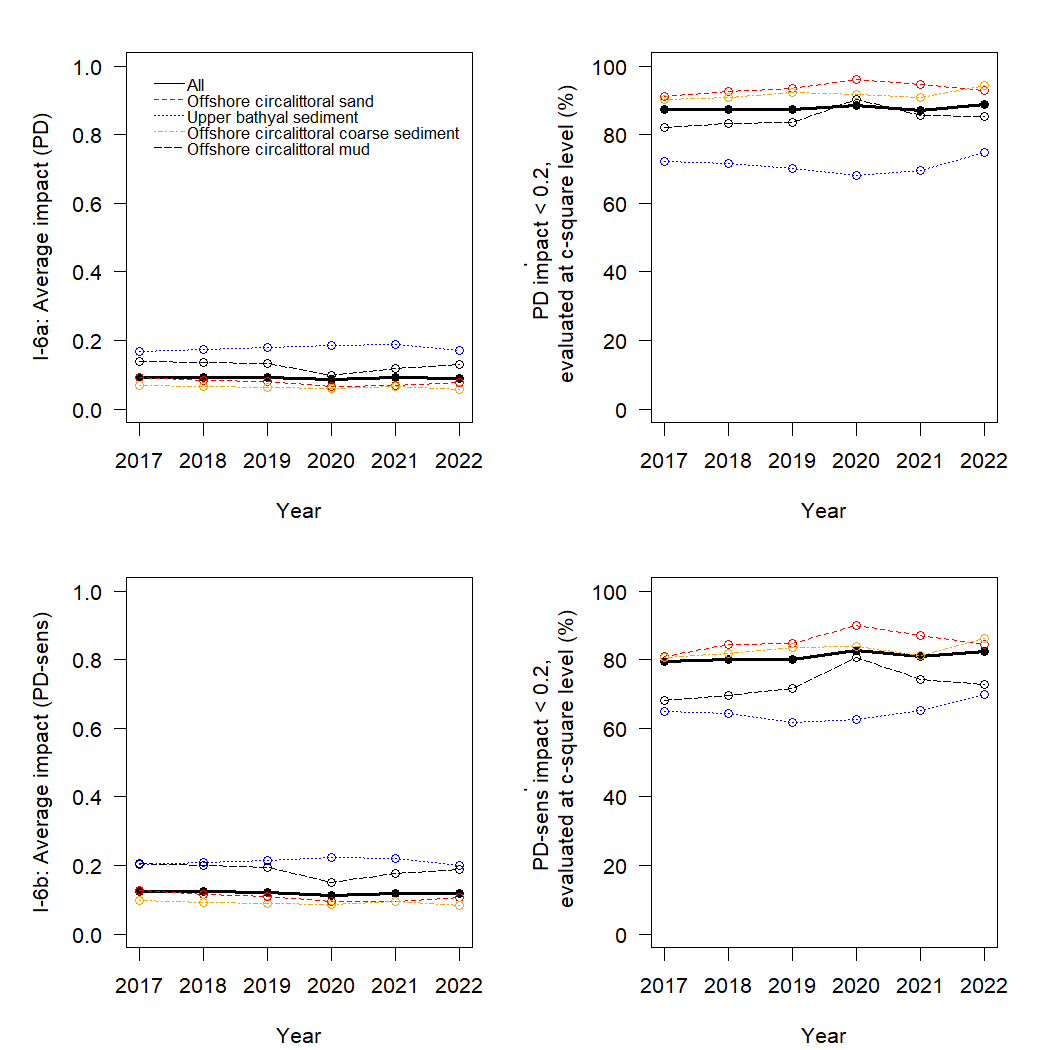 I-6a: Average impact (PD)
1.0
0.8
0.6
0.4
0.2
0.0
All
Offshore circalittoral sand
Upper bathyal sediment
Offshore circalittoral coarse sediment
Offshore circalittoral mud
2017 2018 2019 2020 2021 2022
Year
PD impact < 0.2,
evaluated at c-square level (%)
100
80
60
40
20
0
2017 2018 2019 2020 2021 2022
Year
I-6b: Average impact (PD-sens)
1.0
0.8
0.6
0.4
0.2
0.0
2017 2018 2019 2020 2021 2022
Year
PD-sens impact < 0.2,
evaluated at c-square level (%)
100
80
60
40
20
0
2017 2018 2019 2020 2021 2022
Year